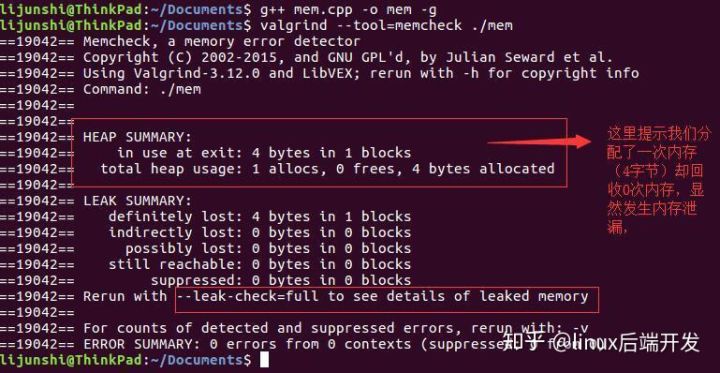 lijunshi@ThinkPad:~/Documents$ g++ mem.cpp -o mem -g
lijunshi@ThinkPad:~/Documents$ valgrind --tool=memcheck ./mem
==19042== Memcheck, a memory error detector
==19042== Copyright (C) 2002-2015, and GNU GPL'd, by Julian Seward et al.
==19042== Using Valgrind-3.12.0 and LibVEX; rerun with -h for copyright info
==19042== Command: ./mem
==19042==
==19042==
==19042== HEAP SUMMARY:
==19042==     in use at exit: 4 bytes in 1 blocks
==19042==   total heap usage: 1 allocs, 0 frees, 4 bytes allocated
==19042==
==19042== LEAK SUMMARY:
==19042==    definitely lost: 4 bytes in 1 blocks
==19042==    indirectly lost: 0 bytes in 0 blocks
==19042==      possibly lost: 0 bytes in 0 blocks
==19042==    still reachable: 0 bytes in 0 blocks
==19042==         suppressed: 0 bytes in 0 blocks
==19042== Rerun with --leak-check=full to see details of leaked memory
==19042==
==19042== For counts of detected and suppressed errors, rerun with: -v
==19042== ERROR SUMMARY: 0 errors from 0 contexts (suppressed:
lijunshi@ThinkPad:~/Documents$
这里提示我们分
配了一次内存
（4字节）却回
收0次内存，显
然发生内存泄
漏，
知乎 @linux后端开发